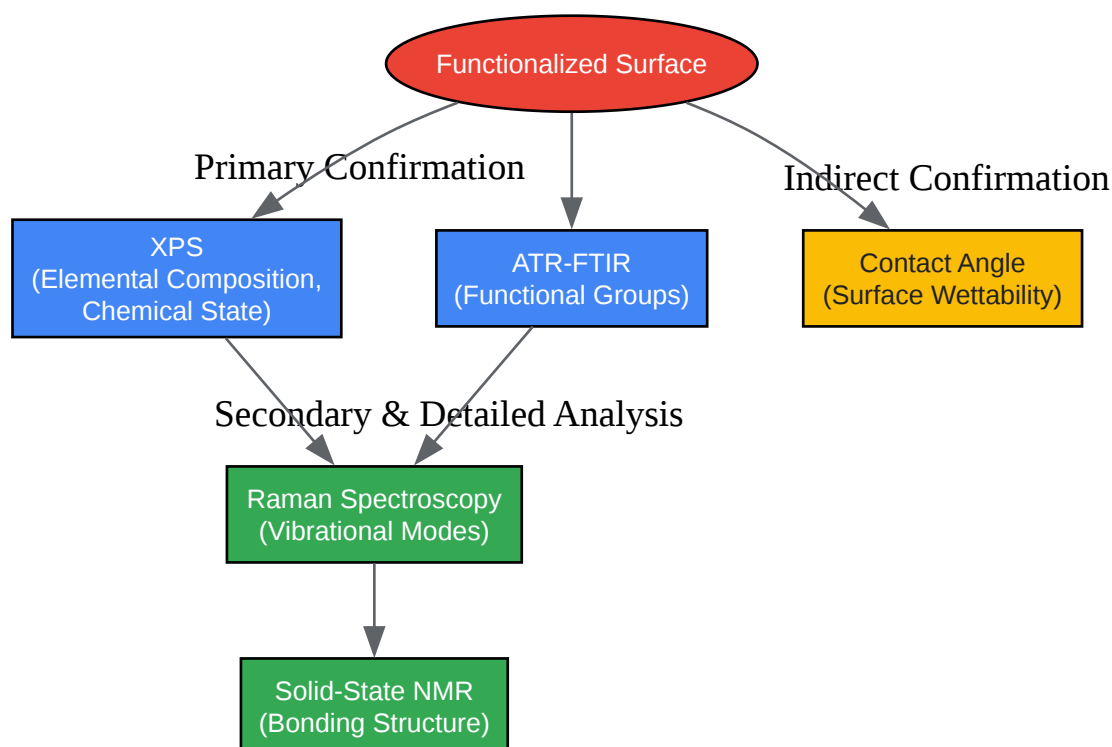 Functionalized Surface
Primary Confirmation
Indirect Confirmation
XPS
(Elemental Composition,
Chemical State)
ATR-FTIR
(Functional Groups)
Contact Angle
(Surface Wettability)
Secondary & Detailed Analysis
Raman Spectroscopy
(Vibrational Modes)
Solid-State NMR
(Bonding Structure)